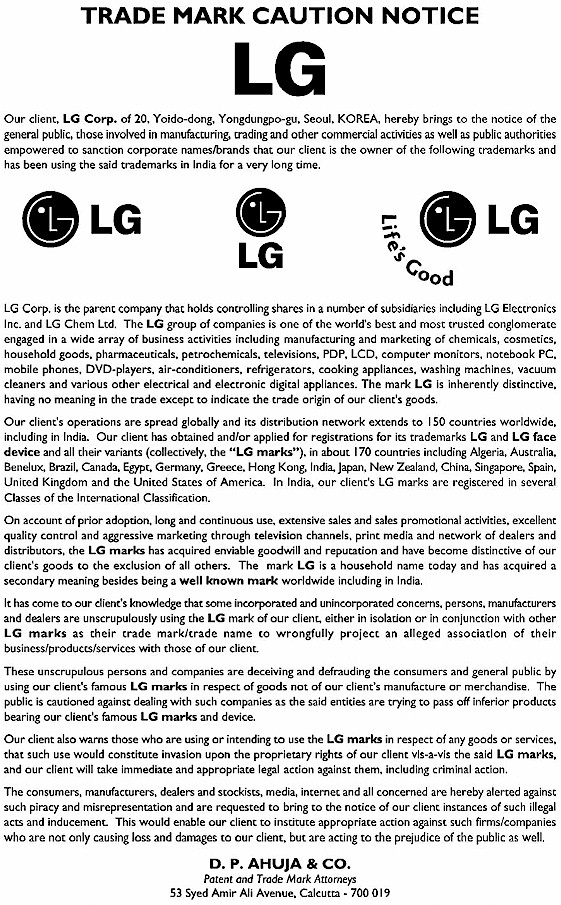 TRADE MARK CAUTION NOTICE
LG
Our client, LG Corp. of 20, Yoido-dong, Yongdungpo-gu, Seoul, KOREA, hereby brings to the notice of the
general public, those involved in manufacturing, trading and other commercial activities as well as public authorities
empowered to sanction corporate names/brands that our client is the owner of the following trademarks and
has been using the said trademarks in India for a very long time.
LG
LG
Life's Good
LG
LG Corp. is the parent company that holds controlling shares in a number of subsidiaries including LG Electronics
Inc. and LG Chem Ltd. The LG group of companies is one of the world's best and most trusted conglomerate
engaged in a wide array of business activities including manufacturing and marketing of chemicals, cosmetics,
household goods, pharmaceuticals, petrochemicals, televisions, PDP, LCD, computer monitors, notebook PC,
mobile phones, DVD-players, air-conditioners, refrigerators, cooking appliances, washing machines, vacuum
cleaners and various other electrical and electronic digital appliances. The mark LG is inherently distinctive,
having no meaning in the trade except to indicate the trade origin of our client's goods.
Our client's operations are spread globally and its distribution network extends to 150 countries worldwide,
including in India. Our client has obtained and/or applied for registrations for its trademarks LG and LG face
device and all their variants (collectively, the "LG marks"), in about 170 countries including Algeria, Australia,
Benelux, Brazil, Canada, Egypt, Germany, Greece, Hong Kong, India, Japan, New Zealand, China, Singapore, Spain,
United Kingdom and the United States of America. In India, our client's LG marks are registered in several
Classes of the International Classification.
On account of prior adoption, long and continuous use, extensive sales and sales promotional activities, excellent
quality control and aggressive marketing through television channels, print media and network of dealers and
distributors, the LG marks has acquired enviable goodwill and reputation and have become distinctive of our
client's goods to the exclusion of all others. The mark LG is a household name today and has acquired a
secondary meaning besides being a well known mark worldwide including in India.
It has come to our client's knowledge that some incorporated and unincorporated concerns, persons, manufacturers
and dealers are unscrupulously using the LG mark of our client, either in isolation or in conjunction with other
LG marks as their trade mark/trade name to wrongfully project an alleged association of their
business/products/services with those of our client.
These unscrupulous persons and companies are deceiving and defrauding the consumers and general public by
using our client's famous LG marks in respect of goods not of our client's manufacture or merchandise. The
public is cautioned against dealing with such companies as the said entities are trying to pass off inferior products
bearing our client's famous LG marks and device.
Our client also warns those who are using or intending to use the LG marks in respect of any goods or services,
that such use would constitute invasion upon the proprietary rights of our client vis-a-vis the said LG marks,
and our client will take immediate and appropriate legal action against them, including criminal action.
The consumers, manufacturers, dealers and stockists, media, internet and all concerned are hereby alerted against
such piracy and misrepresentation and are requested to bring to the notice of our client instances of such illegal
acts and inducement. This would enable our client to institute appropriate action against such firms/companies
who are not only causing loss and damages to our client, but are acting to the prejudice of the public as well.
D. P. AHUJA & CO.
Patent and Trade Mark Attorneys
53 Syed Amir Ali Avenue, Calcutta - 700 019